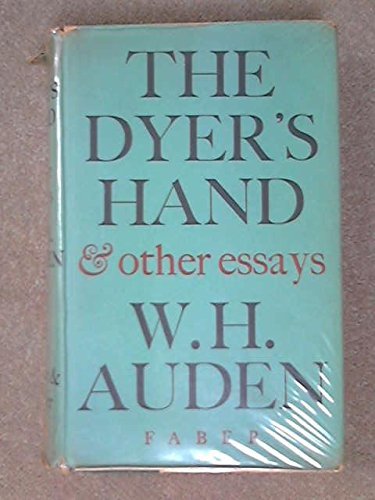 THE
DYER'S
HAND
& other essays
W. H.
AUDEN
FABER